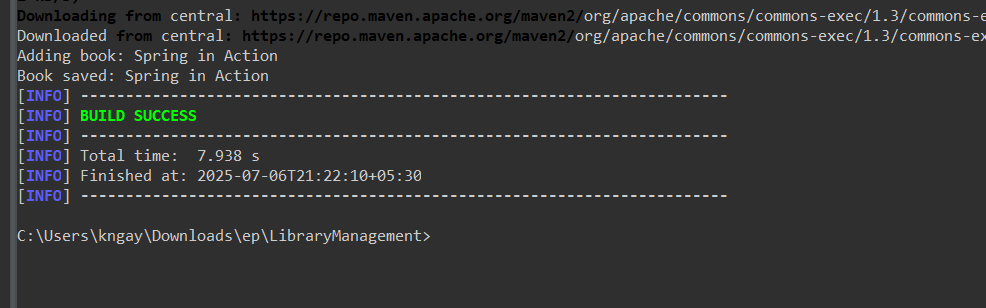 Downloading from central: https://repo.maven.apache.org/maven2/org/apache/commons/commons-exec/1.3/commons-e
Downloaded from central: https://repo.maven.apache.org/maven2/org/apache/commons/commons-exec/1.3/commons-ex
Adding book: Spring in Action
Book saved: Spring in Action
[INFO] ------------------------------------------------------------------------
[INFO] BUILD SUCCESS
[INFO] ------------------------------------------------------------------------
[INFO] Total time:  7.938 s
[INFO] Finished at: 2025-07-06T21:22:10+05:30
[INFO] ------------------------------------------------------------------------
C:\Users\kngay\Downloads\ep\LibraryManagement>